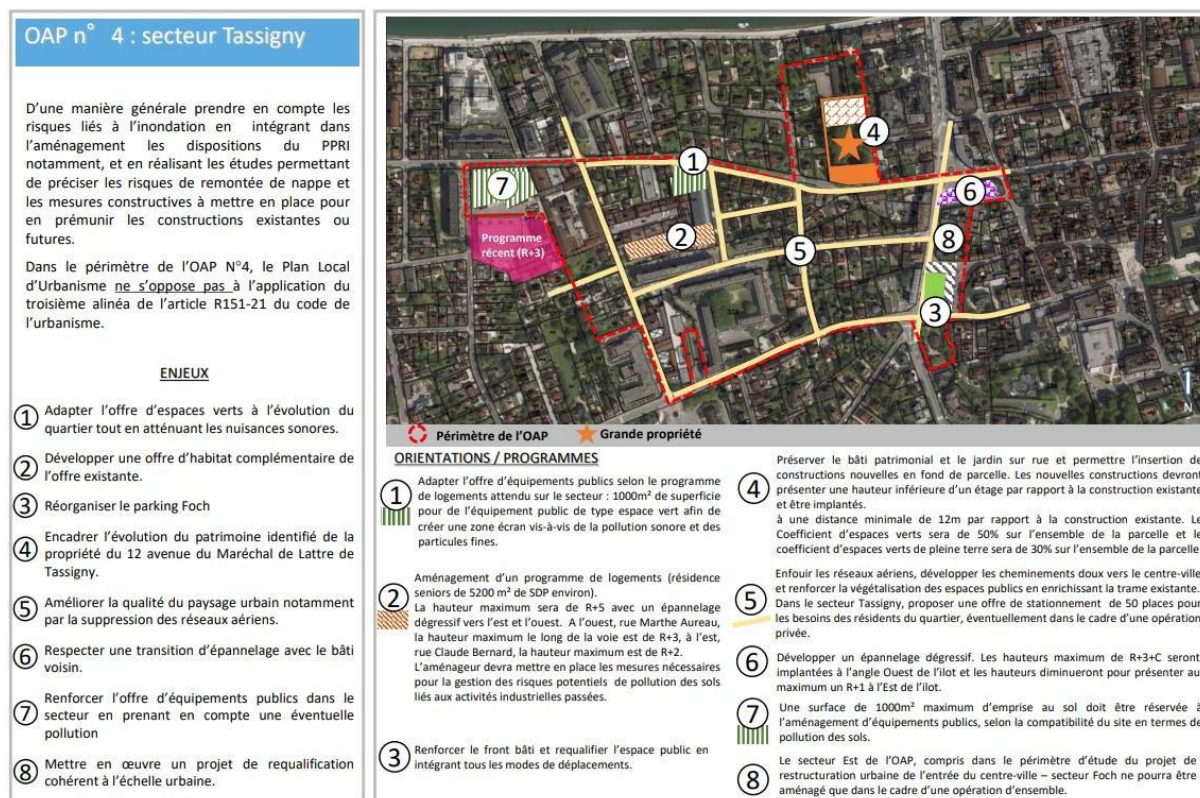 OAP n° 4 : secteur Tassigny
D’une manière générale prendre en compte les
risques liés à l’inondation en intégrant dans
l’aménagement les dispositions du PPRI
notamment, et en réalisant les études permettant
de préciser les risques de remontée de nappe et
les mesures constructives à mettre en place pour
en prémunir les constructions existantes ou
futures.
Dans le périmètre de l’OAP N°4, le Plan Local
d’Urbanisme ne s’oppose pas à l’application du
troisième alinéa de l’article R151-21 du code de
l’urbanisme.
ENJEUX
1 Adapter l’offre d’espaces verts à l’évolution du
quartier tout en atténuant les nuisances sonores.
2 Développer une offre d’habitat complémentaire de
l’offre existante.
3 Réorganiser le parking Foch
4 Encadrer l’évolution du patrimoine identifié de la
propriété du 12 avenue du Maréchal de Lattre de
Tassigny.
5 Améliorer la qualité du paysage urbain notamment
par la suppression des réseaux aériens.
6 Respecter une transition d’épannelage avec le bâti
voisin.
7 Renforcer l’offre d’équipements publics dans le
secteur en prenant en compte une éventuelle
pollution
8 Mettre en œuvre un projet de requalification
cohérent à l’échelle urbaine.
4
1
7
6
2
Programme
récent (R+3)
5
8
3
N
Périmètre de l’OAP
Grande propriété
ORIENTATIONS / PROGRAMMES
1 Adapter l’offre d’équipements publics selon le programme
de logements attendu sur le secteur : 1000m² de superficie
pour de l’équipement public de type espace vert afin de
créer une zone écran vis-à-vis de la pollution sonore et des
particules fines.
2 Aménagement d’un programme de logements (résidence
seniors de 5200 m² de SDP environ).
La hauteur maximum sera de R+5 avec un épannelage
dégressif vers l’est et l’ouest. A l’ouest, rue Marthe Aureau,
la hauteur maximum le long de la voie est de R+3, à l’est,
rue Claude Bernard, la hauteur maximum est de R+2.
L’aménageur devra mettre en place les mesures nécessaires
pour la gestion des risques potentiels de pollution des sols
liés aux activités industrielles passées.
3 Renforcer le front bâti et requalifier l’espace public en
intégrant tous les modes de déplacements.
4 Préserver le bâti patrimonial et le jardin sur rue et permettre l’insertion de
constructions nouvelles en fond de parcelle. Les nouvelles constructions devront
présenter une hauteur inférieure d’un étage par rapport à la construction existante
et être implantés.
à une distance minimale de 12m par rapport à la construction existante. Le
Coefficient d’espaces verts sera de 50% sur l’ensemble de la parcelle et le
coefficient d’espaces verts de pleine terre sera de 30% sur l’ensemble de la parcelle
5 Enfouir les réseaux aériens, développer les cheminements doux vers le centre-ville
et renforcer la végétalisation des espaces publics en enrichissant la trame existante.
Dans le secteur Tassigny, proposer une offre de stationnement de 50 places pour
les besoins des résidents du quartier, éventuellement dans le cadre d’une opération
privée.
6 Développer un épannelage dégressif. Les hauteurs maximum de R+3+C seront
implantées à l’angle Ouest de l’ilot et les hauteurs diminueront pour présenter au
maximum un R+1 à l’Est de l’ilot.
7 Une surface de 1000m² maximum d’emprise au sol doit être réservée à
l’aménagement d’équipements publics, selon la compatibilité du site en termes de
pollution des sols.
8 Le secteur Est de l’OAP, compris dans le périmètre d’étude du projet de
restructuration urbaine de l’entrée du centre-ville – secteur Foch ne pourra être
aménagé que dans le cadre d’une opération d’ensemble.